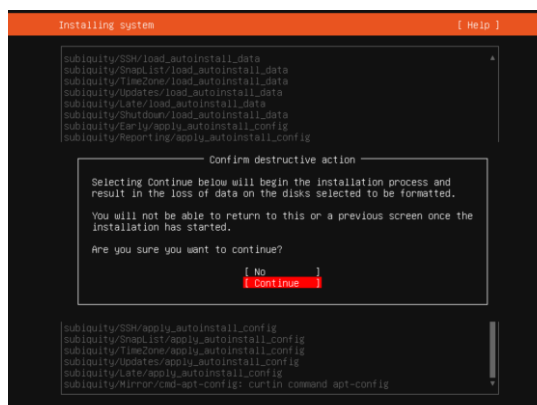 Installing system [ Help ]
subiquity/SSH/load_autoinstall_data
subiquity/SnapList/load_autoinstall_data
subiquity/TimeZone/load_autoinstall_data
subiquity/Updates/load_autoinstall_data
subiquity/Late/load_autoinstall_data
subiquity/Shutdown/load_autoinstall_data
subiquity/Early/apply_autoinstall_config
subiquity/Reporting/apply_autoinstall_config
Confirm destructive action
Selecting Continue below will begin the installation process and
result in the loss of data on the disks selected to be formatted.
You will not be able to return to this or a previous screen once the
installation has started.
Are you sure you want to continue?
[ No ]
[ Continue ]
subiquity/SSH/apply_autoinstall_config
subiquity/SnapList/apply_autoinstall_config
subiquity/TimeZone/apply_autoinstall_config
subiquity/Updates/apply_autoinstall_config
subiquity/Late/apply_autoinstall_config
subiquity/Mirror/cmd-apt-config: curtin command apt-config